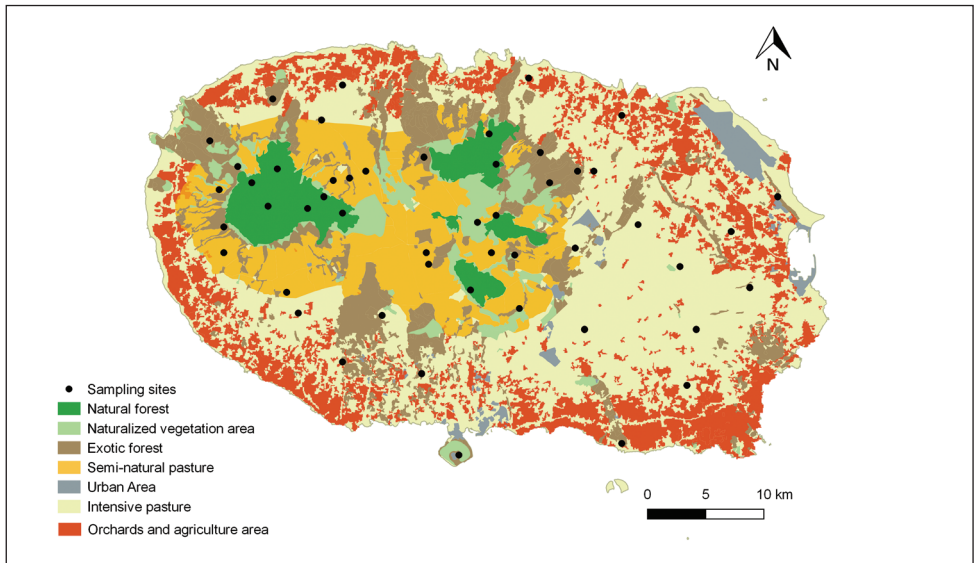 N
Sampling sites
Natural forest
Naturalized vegetation area
Exotic forest
Semi-natural pasture
Urban Area
Intensive pasture
Orchards and agriculture area
0 5 10 km